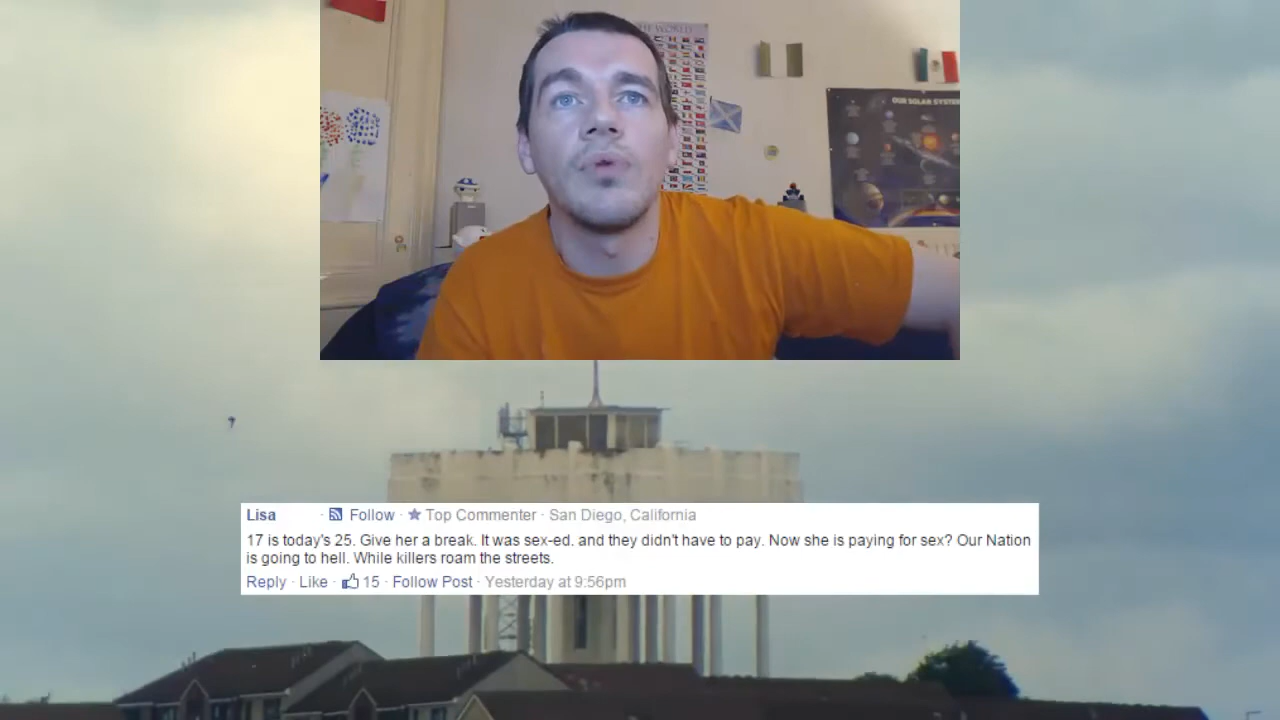 THE WORLD
OUR SOLAR SYSTEM
Lisa · Follow · Top Commenter · San Diego, California
17 is today's 25. Give her a break. It was sex-ed. and they didn't have to pay. Now she is paying for sex? Our Nation
is going to hell. While killers roam the streets.
Reply · Like · 15 · Follow Post · Yesterday at 9:56pm